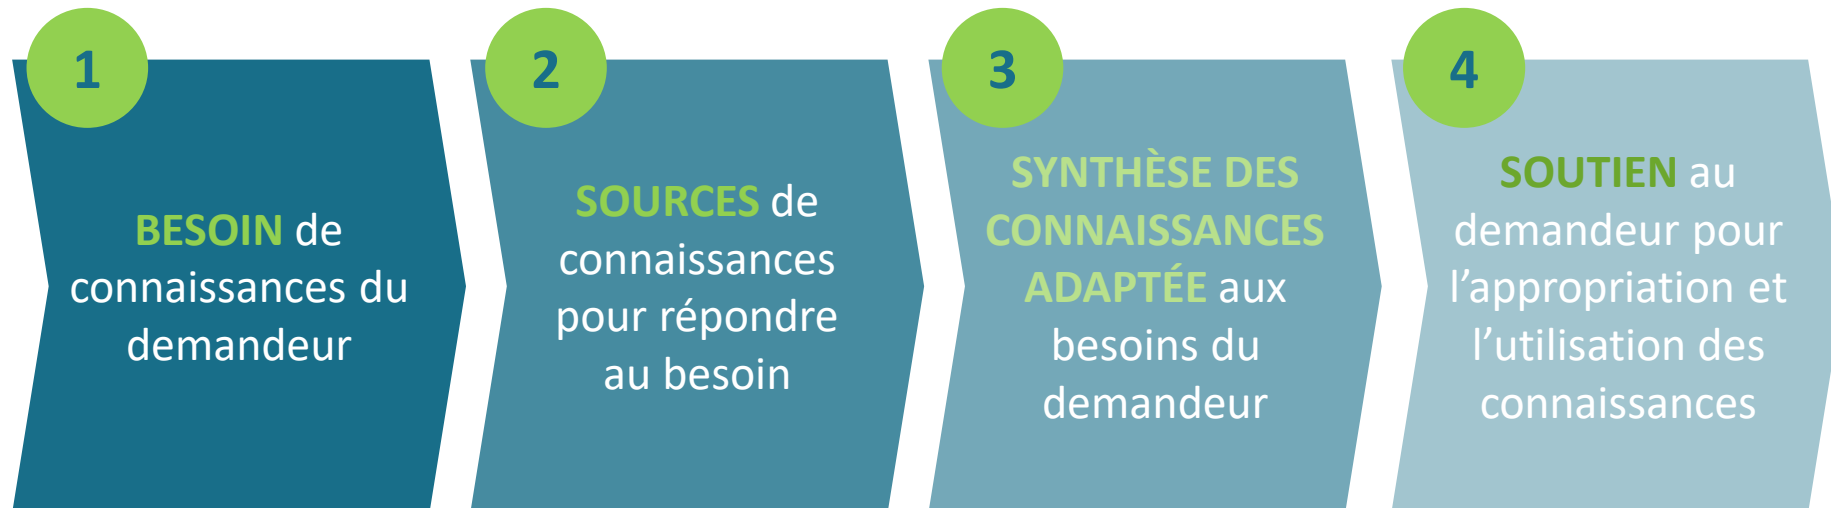 1
BESOIN de
connaissances du
demandeur
2
SOURCES de
connaissances
pour répondre
au besoin
3
SYNTHÈSE DES
CONNAISSANCES
ADAPTÉE aux
besoins du
demandeur
4
SOUTIEN au
demandeur pour
l’appropriation et
l’utilisation des
connaissances